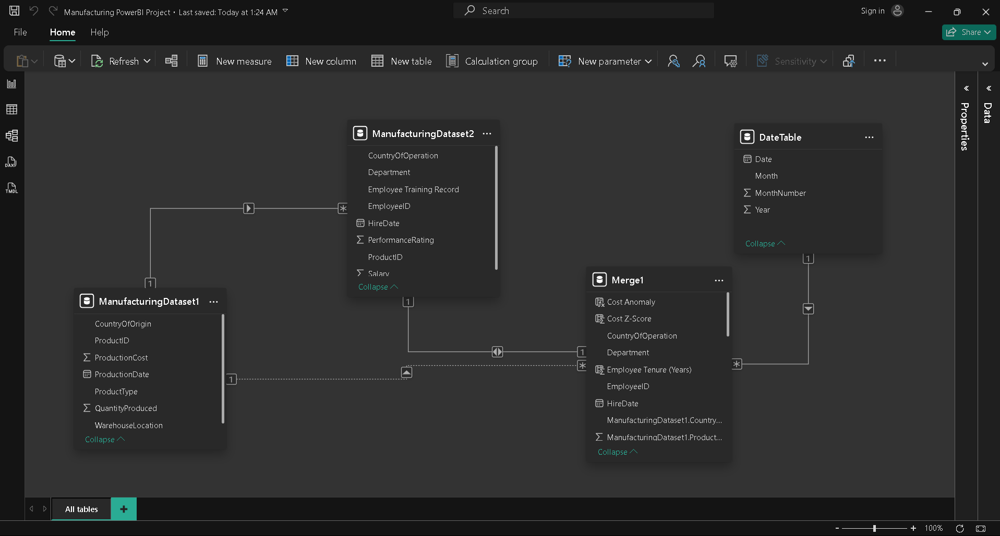 Manufacturing PowerBI Project • Last saved: Today at 1:24 AM
Search
Sign in
File
Home
Help
Share
Refresh
New measure
New column
New table
Calculation group
New parameter
Sensitivity
DAX
TMDL
Properties
Data
ManufacturingDataset2
CountryOfOperation
Department
Employee Training Record
EmployeeID
HireDate
PerformanceRating
ProductID
Salary
Collapse
1
DateTable
Date
Month
MonthNumber
Year
Collapse
1
1
ManufacturingDataset1
CountryOfOrigin
ProductID
ProductionCost
ProductionDate
ProductType
QuantityProduced
WarehouseLocation
Collapse
1
1
Merge1
Cost Anomaly
Cost Z-Score
CountryOfOperation
Department
Employee Tenure (Years)
EmployeeID
HireDate
ManufacturingDataset1.Country...
ManufacturingDataset1.Product...
Collapse
All tables
100%